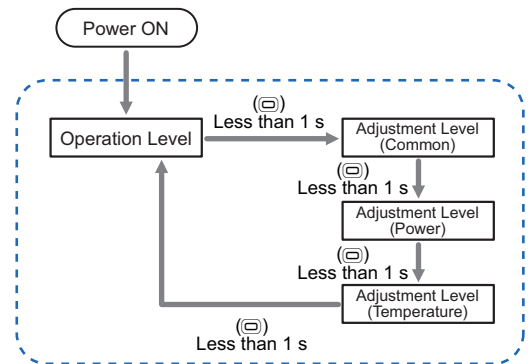 Power ON
Operation Level
Less than 1 s
Adjustment Level
(Common)
Less than 1 s
Adjustment Level
(Power)
Less than 1 s
Adjustment Level
(Temperature)
Less than 1 s